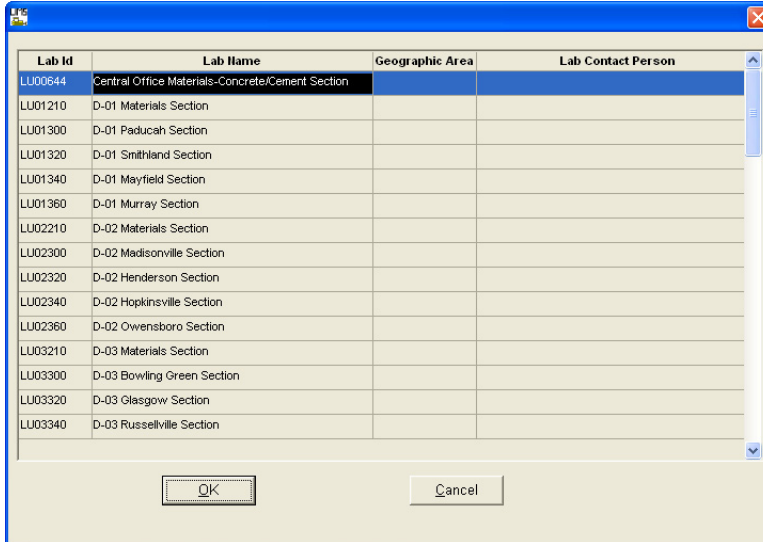 Lab Id Lab Name Geographic Area Lab Contact Person
LU00644 Central Office Materials-Concrete/Cement Section
LU01210 D-01 Materials Section
LU01300 D-01 Paducah Section
LU01320 D-01 Smithland Section
LU01340 D-01 Mayfield Section
LU01360 D-01 Murray Section
LU02210 D-02 Materials Section
LU02300 D-02 Madisonville Section
LU02320 D-02 Henderson Section
LU02340 D-02 Hopkinsville Section
LU02360 D-02 Owensboro Section
LU03210 D-03 Materials Section
LU03300 D-03 Bowling Green Section
LU03320 D-03 Glasgow Section
LU03340 D-03 Russellville Section
OK Cancel